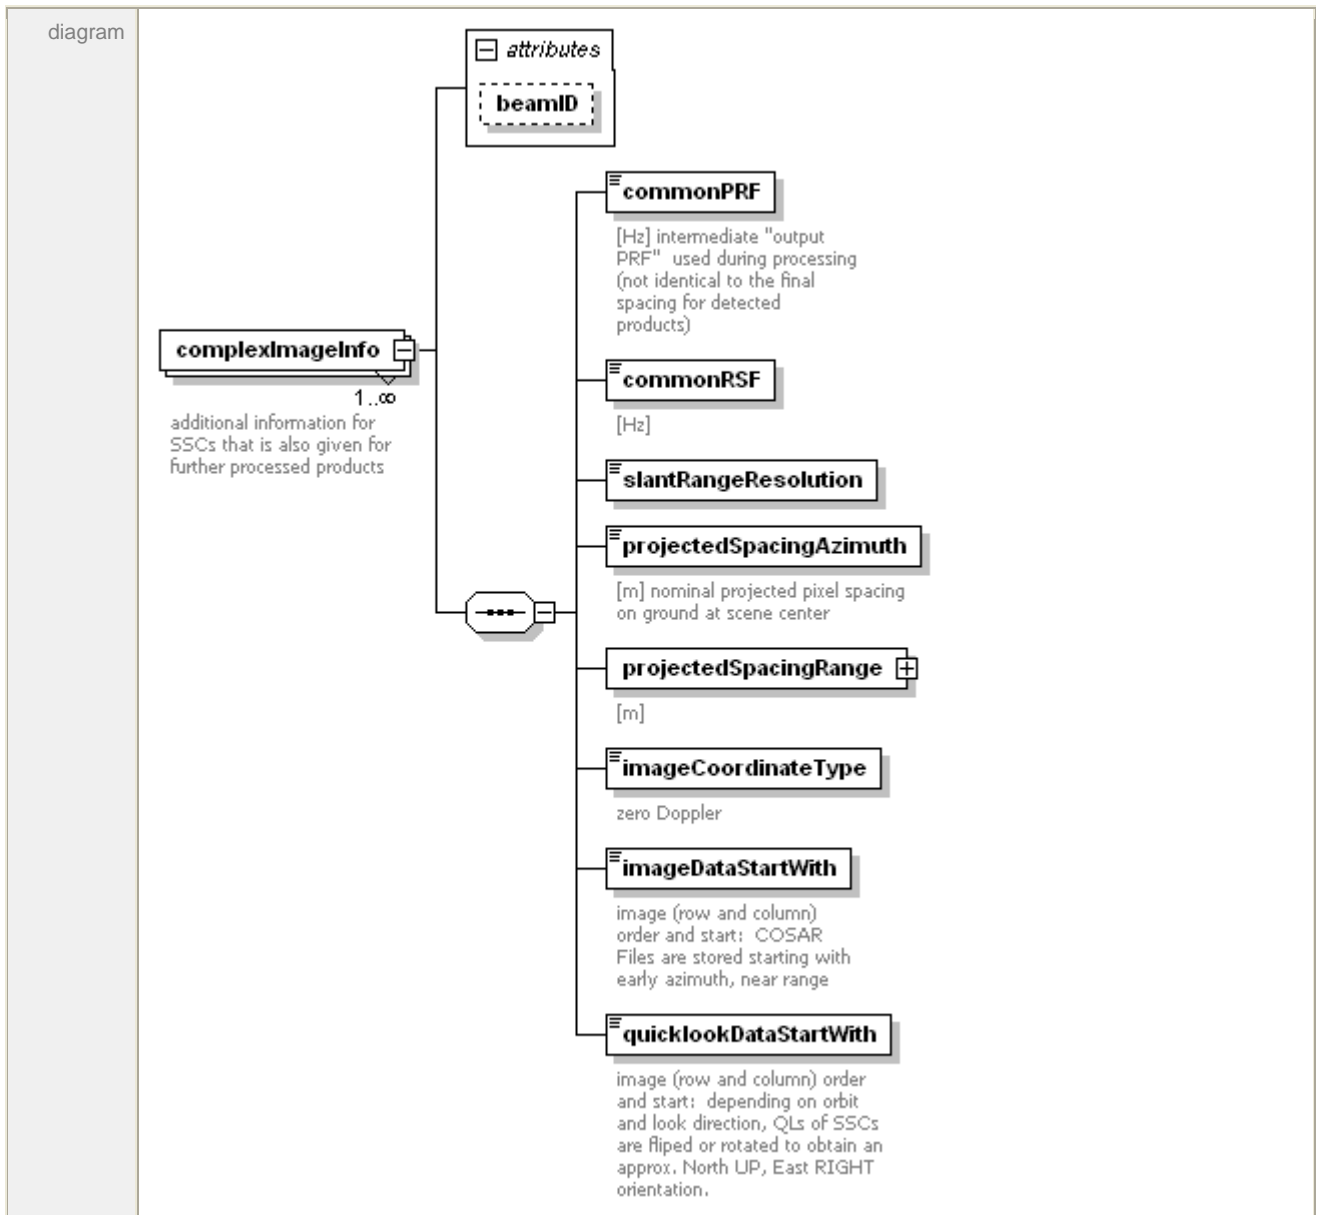 diagram
attributes
beamID
commonPRF
[Hz] intermediate "output
PRF"  used during processing
(not identical to the final
spacing for detected
products)
complexImageInfo
1..∞
additional information for
SSCs that is also given for
further processed products
commonRSF
[Hz]
slantRangeResolution
projectedSpacingAzimuth
[m] nominal projected pixel spacing
on ground at scene center
projectedSpacingRange
[m]
imageCoordinateType
zero Doppler
imageDataStartWith
image (row and column)
order and start:  COSAR
Files are stored starting with
early azimuth, near range
quicklookDataStartWith
image (row and column) order
and start:  depending on orbit
and look direction, QLs of SSCs
are fliped or rotated to obtain an
approx. North UP, East RIGHT
orientation.